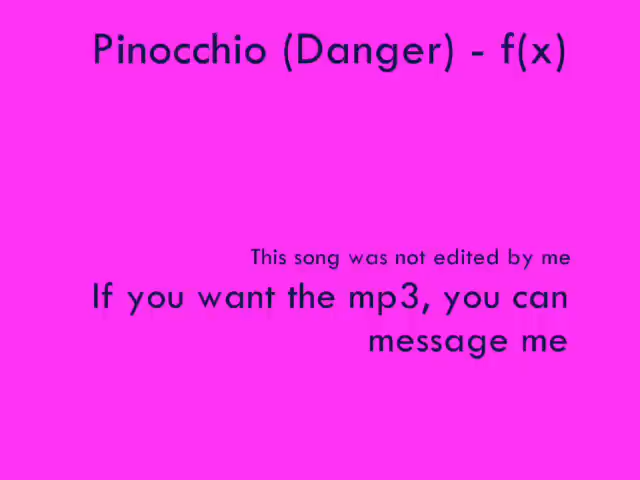 Pinocchio (Danger) - f(x)
This song was not edited by me
If you want the mp3, you can
message me